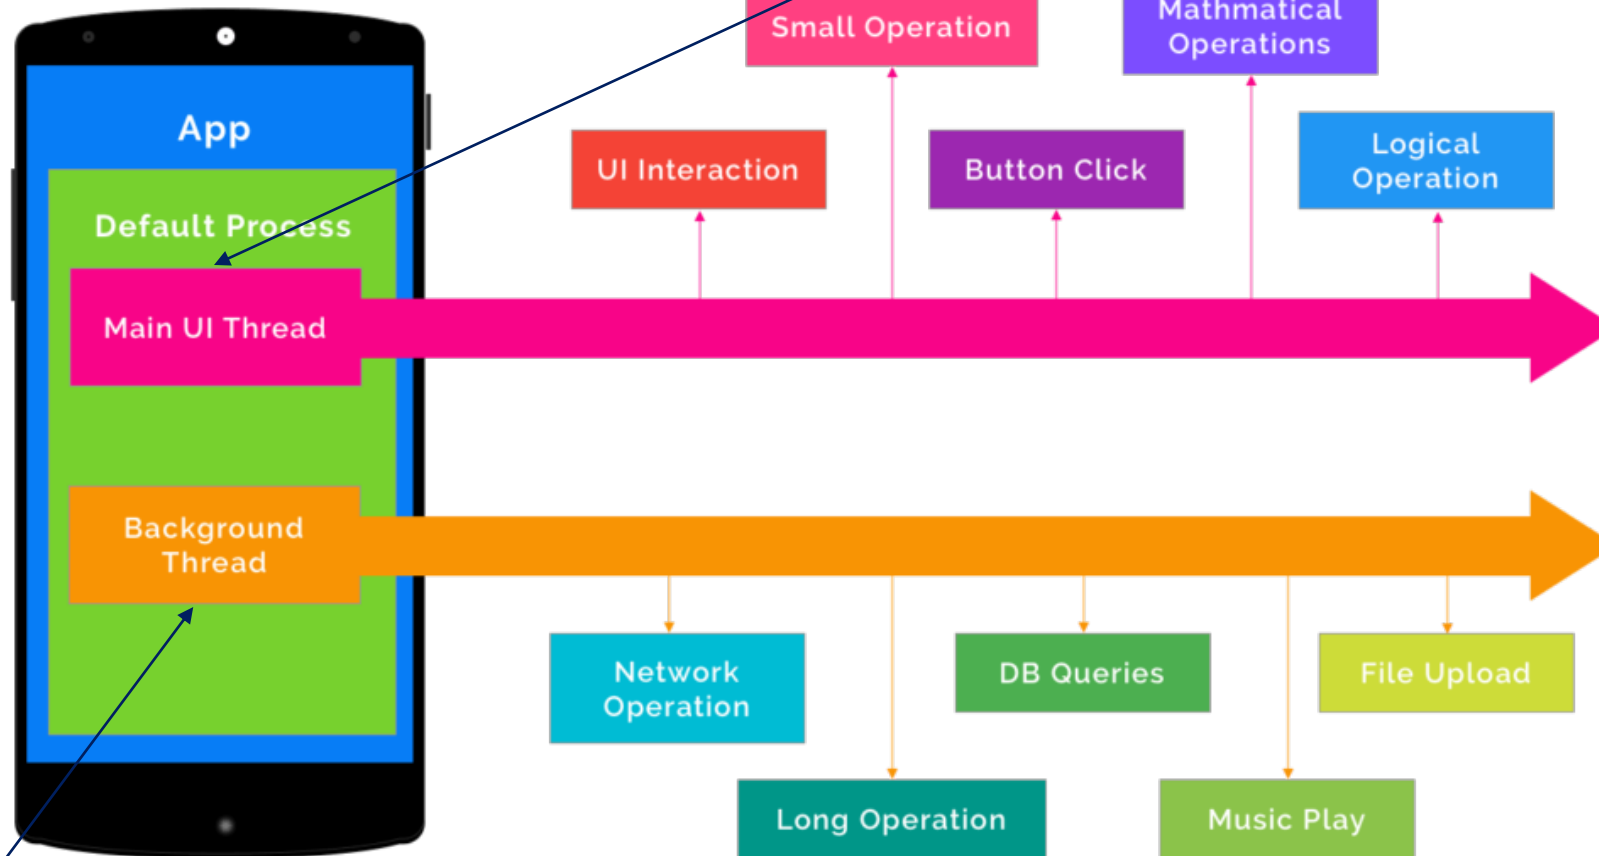 App
Default Process
Main UI Thread
Background
Thread
Small Operation
Mathmatical
Operations
UI Interaction
Button Click
Logical
Operation
Network
Operation
DB Queries
File Upload
Long Operation
Music Play